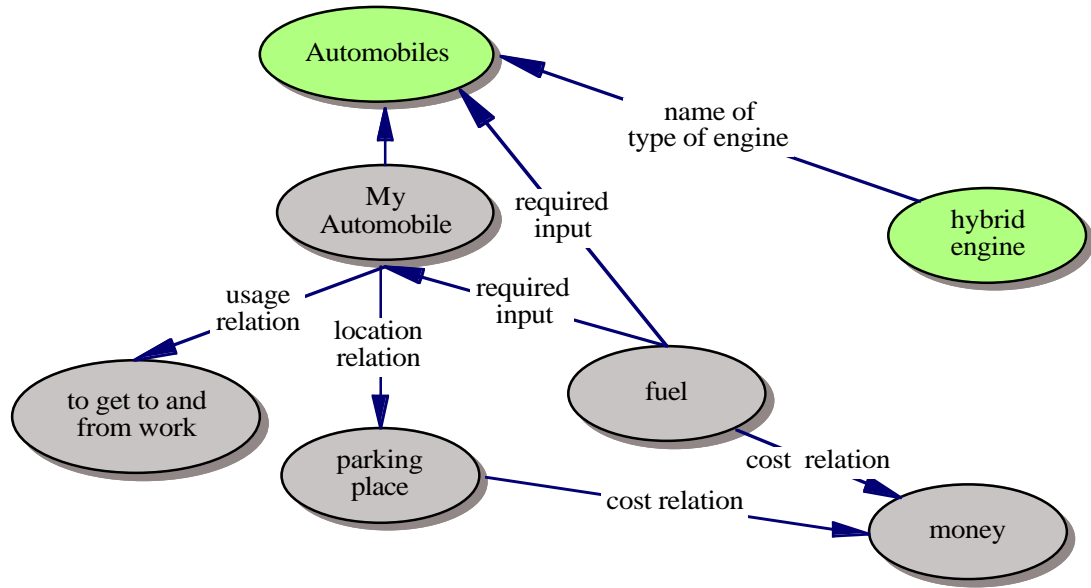 Automobiles
name of
type of engine
My
Automobile
required
input
hybrid
engine
usage
relation
required
input
location
relation
to get to and
from work
fuel
parking
place
cost relation
cost relation
money